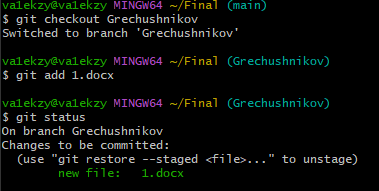 va1ekzy@va1ekzy MINGW64 ~/Final (main)
$ git checkout Grechushnikov
Switched to branch 'Grechushnikov'
va1ekzy@va1ekzy MINGW64 ~/Final (Grechushnikov)
$ git add 1.docx
va1ekzy@va1ekzy MINGW64 ~/Final (Grechushnikov)
$ git status
On branch Grechushnikov
Changes to be committed:
  (use "git restore --staged <file>..." to unstage)
        new file:   1.docx